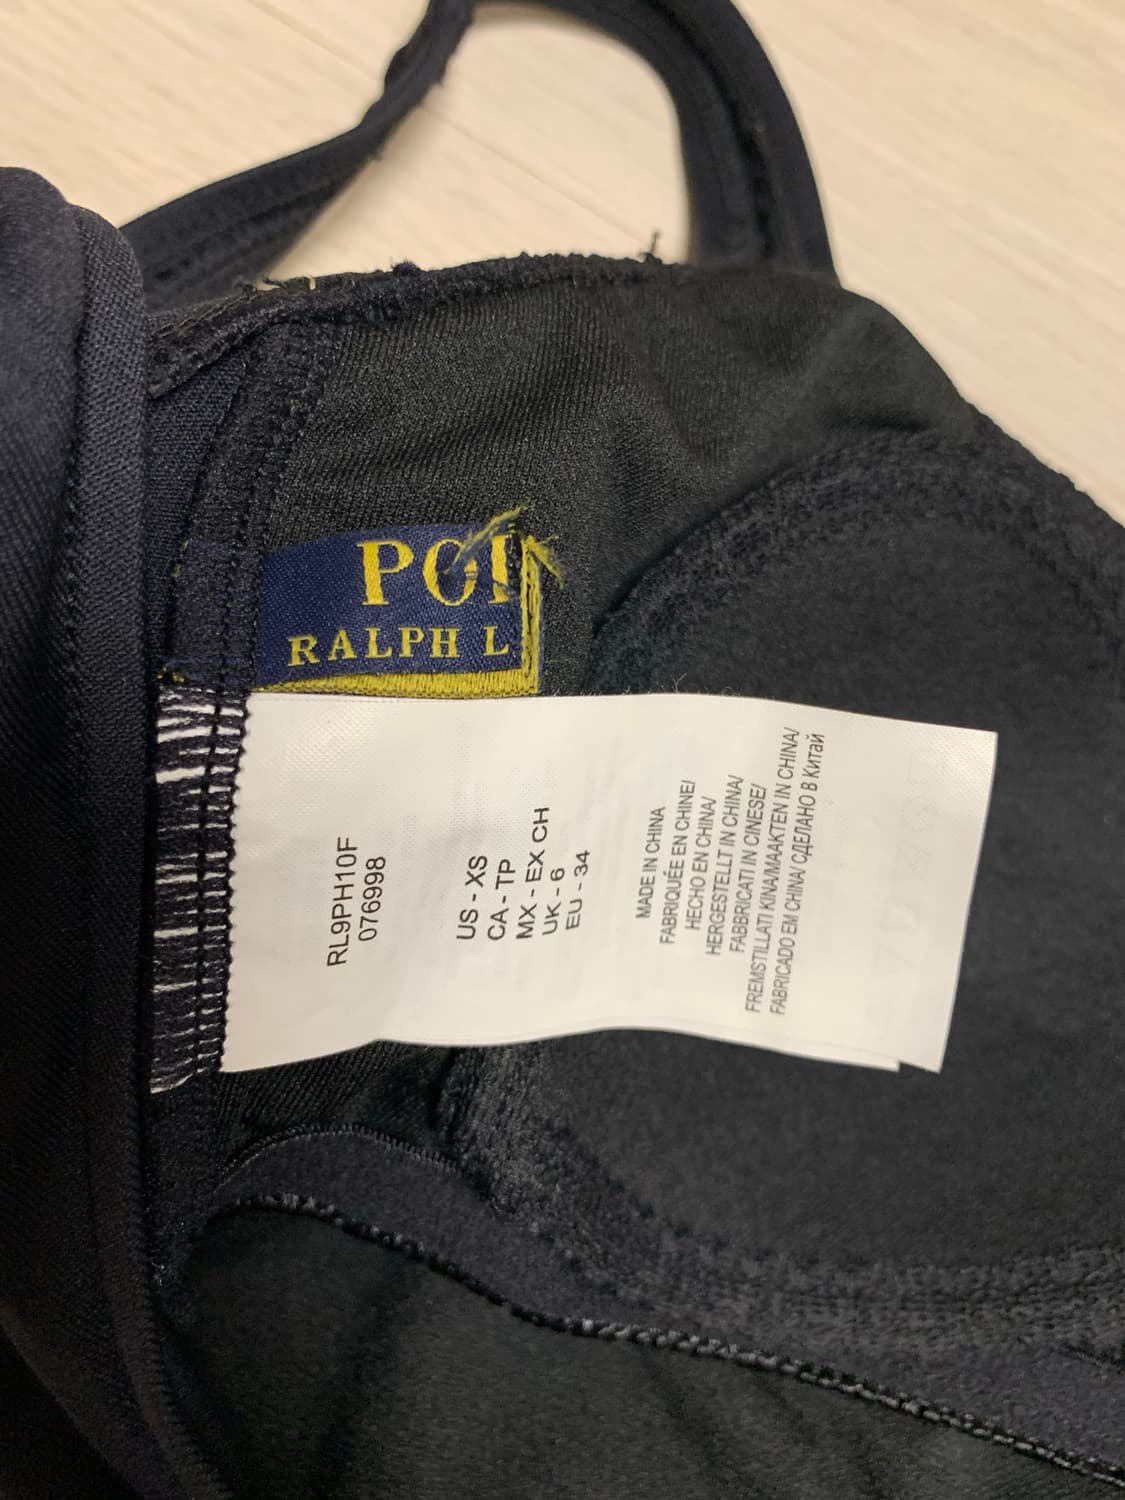 POL
RALPH L
RL9PH10F
076998
US - XS
CA - TP
MX - EX CH
UK - 6
EU - 34
MADE IN CHINA
FABRIQUÉE EN CHINE/
HECHO EN CHINA/
HERGESTELLT IN CHINA/
FABBRICATI IN CINESE/
FREMSTILLATI KINA/MAAKTEN IN CHINA/
FABRICADO EM CHINA/ СДЕЛАНО В Китай